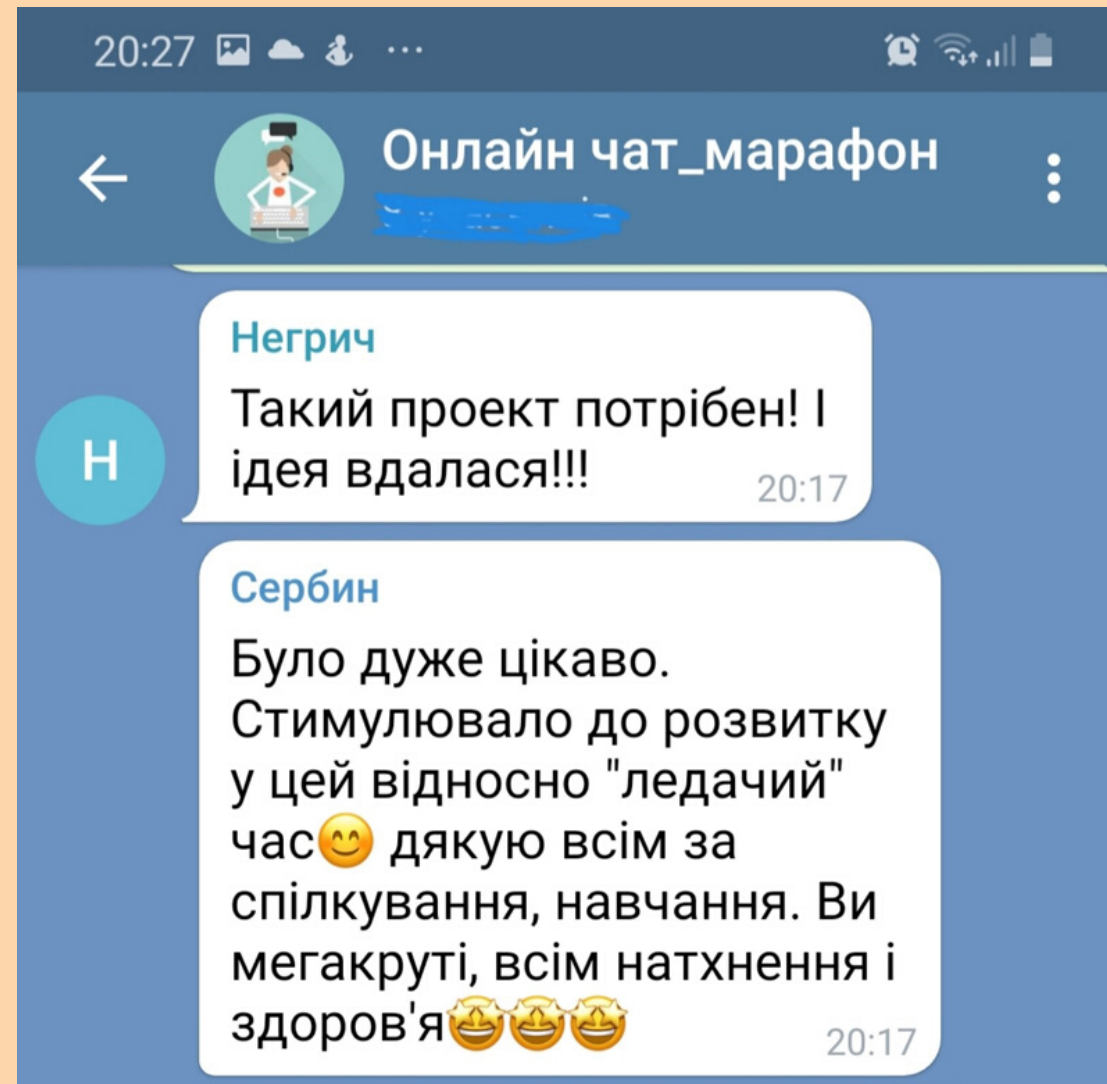 20:27
Онлайн чат_марафон
Негрич
Н
Такий проект потрібен! І
ідея вдалася!!!
20:17
Сербин
Було дуже цікаво.
Стимулювало до розвитку
у цей відносно "ледачий"
час😊 дякую всім за
спілкування, навчання. Ви
мегакруті, всім натхнення і
здоров'я🤩🤩🤩
20:17